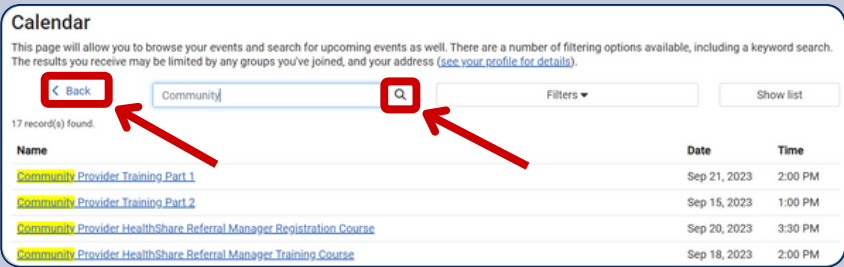 Calendar
This page will allow you to browse your events and search for upcoming events as well. There are a number of filtering options available, including a keyword search.
The results you receive may be limited by any groups you've joined, and your address (see your profile for details).
Back Community Filters Show list
17 record(s) found.
Name Date Time
Community Provider Training Part 1 Sep 21, 2023 2:00 PM
Community Provider Training Part 2 Sep 15, 2023 1:00 PM
Community Provider HealthShare Referral Manager Registration Course Sep 20, 2023 3:30 PM
Community Provider HealthShare Referral Manager Training Course Sep 18, 2023 2:00 PM